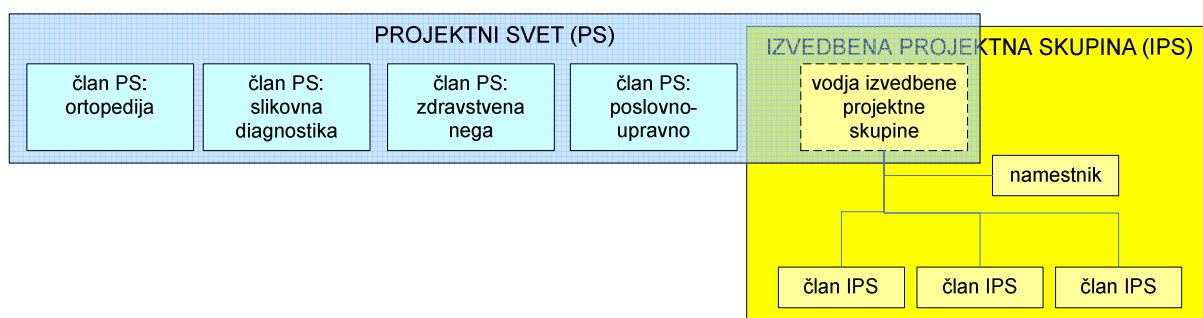 PROJEKTNI SVET (PS)
IZVEDBENA PROJEKTNA SKUPINA (IPS)
član PS:
ortopedija
član PS:
slikovna
diagnostika
član PS:
zdravstvena
nega
član PS:
poslovno-
upravno
vodja izvedbene
projektne
skupine
namestnik
član IPS
član IPS
član IPS